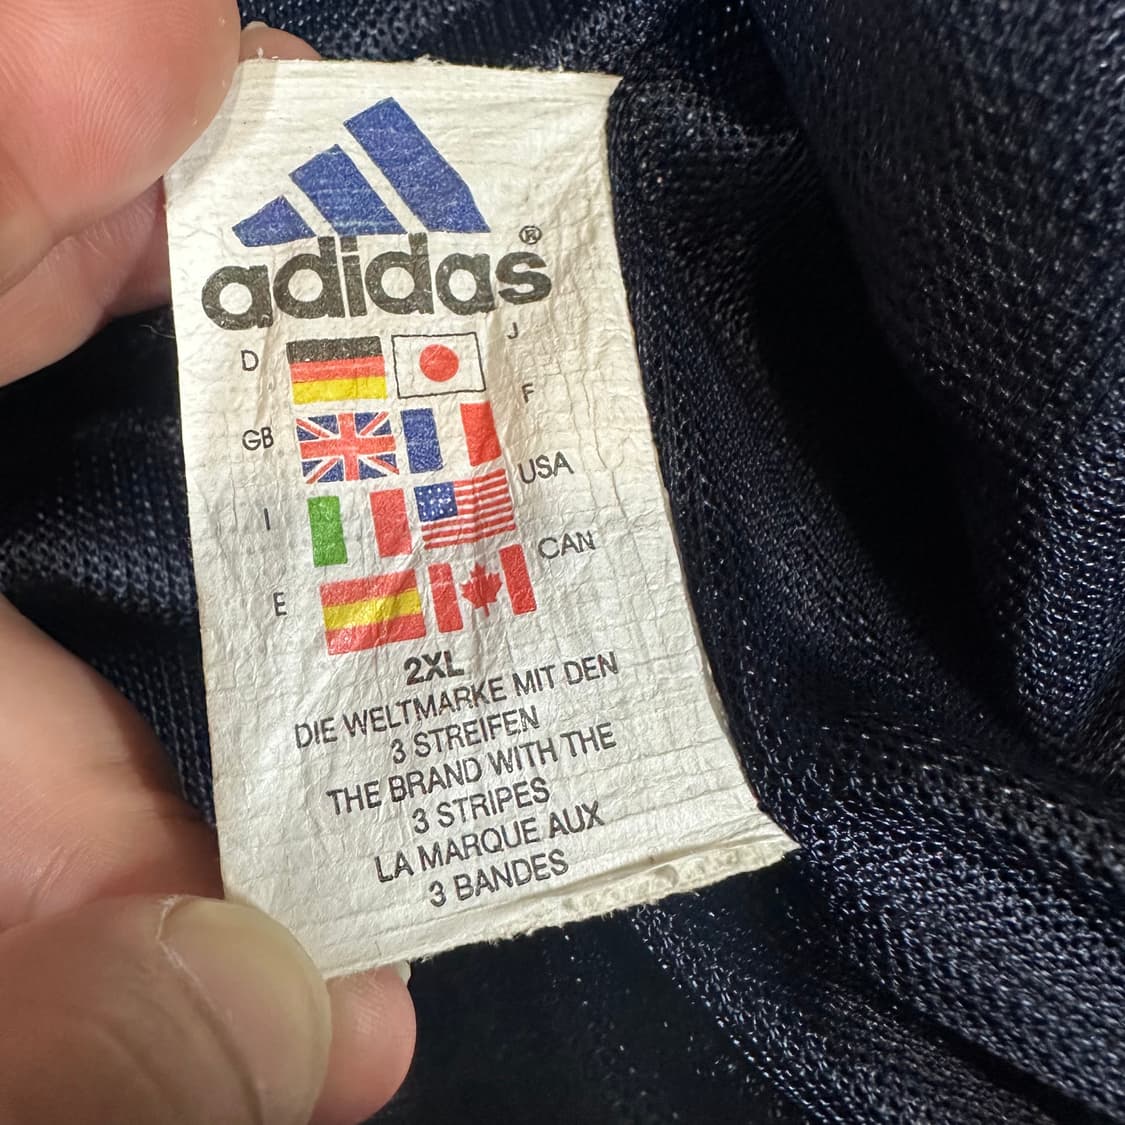 adidas®
D J
GB F
I USA
E CAN
2XL
DIE WELTMARKE MIT DEN
3 STREIFEN
THE BRAND WITH THE
3 STRIPES
LA MARQUE AUX
3 BANDES